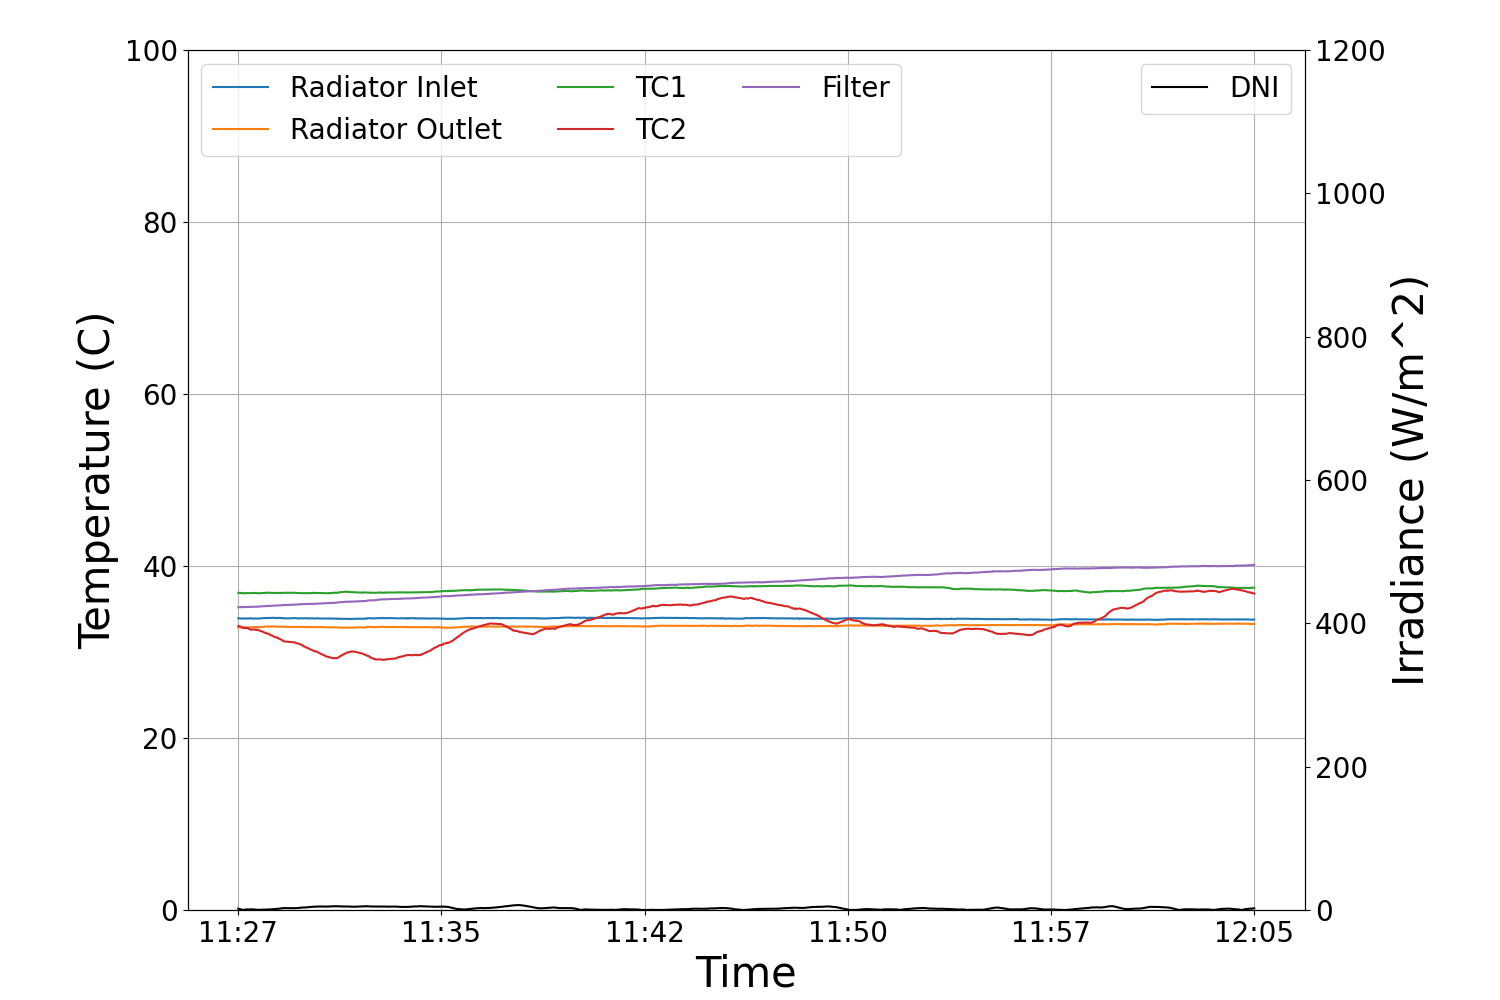 100
80
60
40
20
0
Temperature (C)
Radiator Inlet
Radiator Outlet
TC1
TC2
Filter
DNI
1200
1000
800
600
400
200
0
Irradiance (W/m^2)
11:27 11:35 11:42 11:50 11:57 12:05
Time